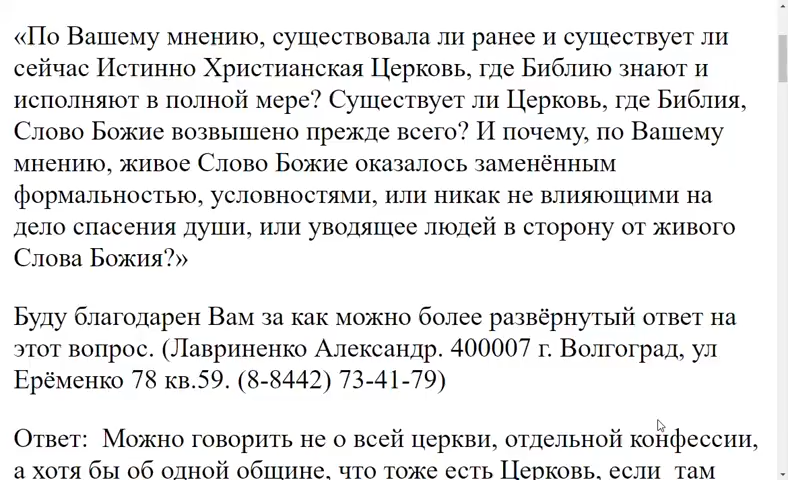 «По Вашему мнению, существовала ли ранее и существует ли
сейчас Истинно Христианская Церковь, где Библию знают и
исполняют в полной мере? Существует ли Церковь, где Библия,
Слово Божие возвышено прежде всего? И почему, по Вашему
мнению, живое Слово Божие оказалось заменённым
формальностью, условностями, или никак не влияющими на
дело спасения души, или уводящее людей в сторону от живого
Слова Божия?»
Буду благодарен Вам за как можно более развёрнутый ответ на
этот вопрос. (Лавриненко Александр. 400007 г. Волгоград, ул
Ерёменко 78 кв.59. (8-8442) 73-41-79)
Ответ:  Можно говорить не о всей церкви, отдельной конфессии,
а хотя бы об одной общине, что тоже есть Церковь, если  там